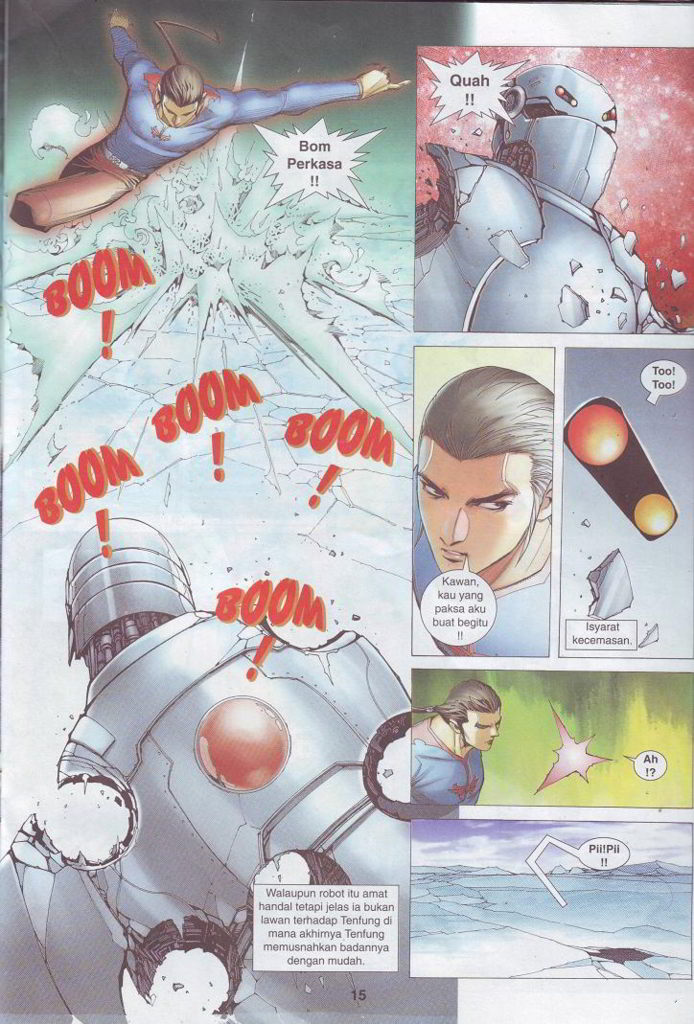 Bom
Perkasa
!!
BOOM
!
BOOM
!
BOOM
!
BOOM
!
BOOM
!
Walaupun robot itu amat
handal tetapi jelas ia bukan
lawan terhadap Tenfung di
mana akhirnya Tenfung
memusnahkan badannya
dengan mudah.
Quah
!!
Kawan,
kau yang
paksa aku
buat begitu
!!
Too!
Too!
Isyarat
kecemasan.
Ah
!?
Pii!Pii
!!
15